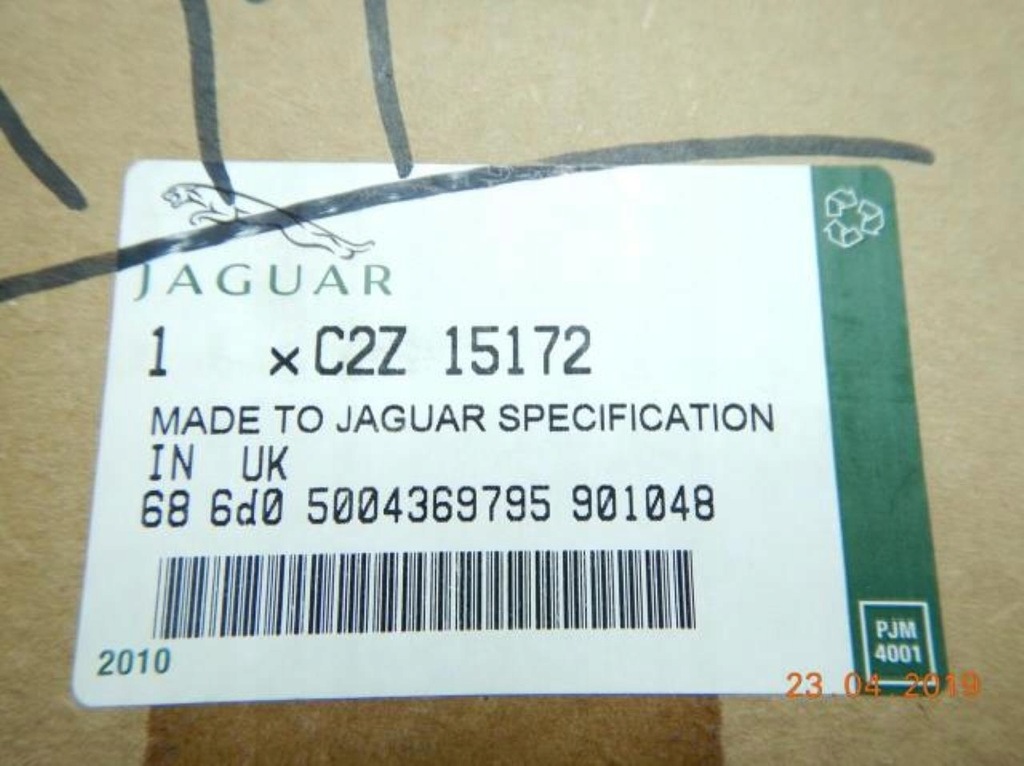 JAGUAR
1 x C2Z 15172
MADE TO JAGUAR SPECIFICATION
IN UK
68 6d0 5004369795 901048
2010
PJM
4001
23.04.2019